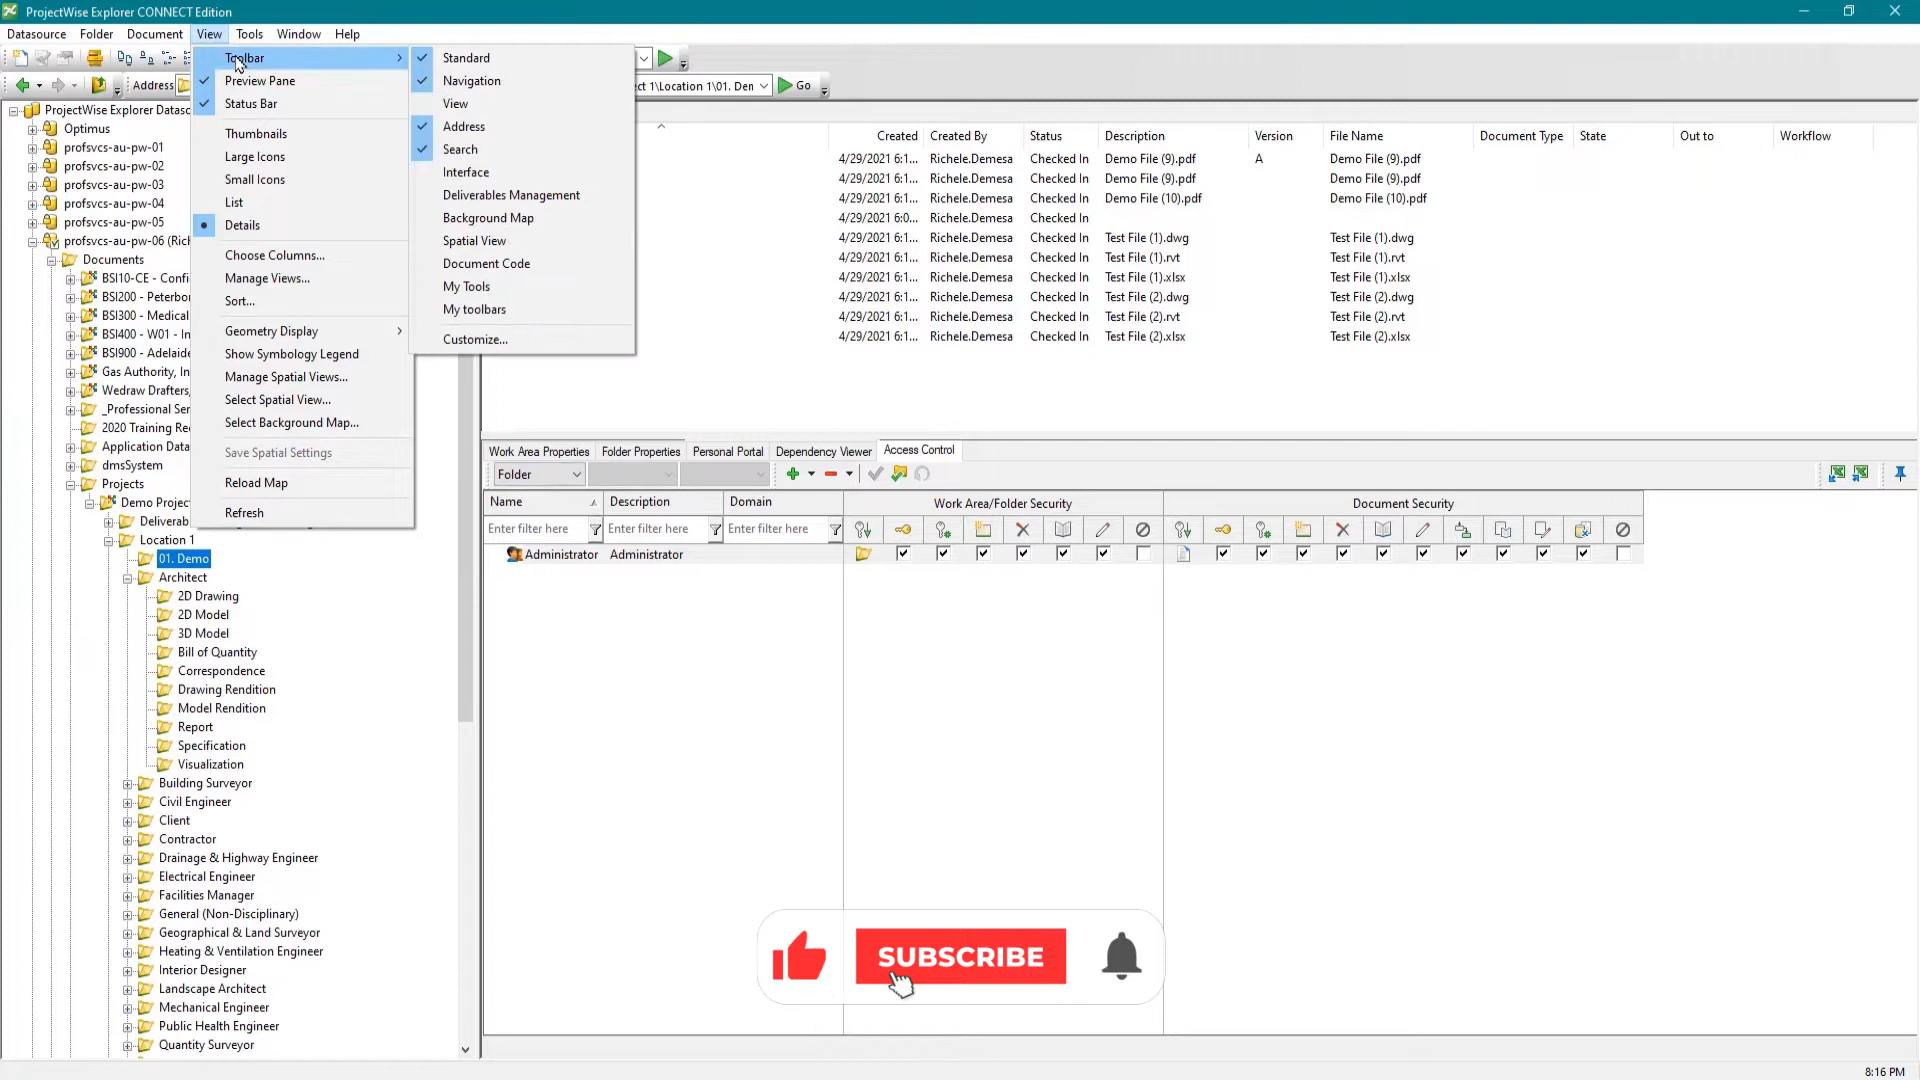 ProjectWise Explorer CONNECT Edition
Datasource Folder Document View Tools Window Help
Toolbar
Preview Pane
Status Bar
Thumbnails
Large Icons
Small Icons
List
Details
Choose Columns...
Manage Views...
Sort...
Geometry Display
Show Symbology Legend
Manage Spatial Views...
Select Spatial View...
Select Background Map...
Save Spatial Settings
Reload Map
Refresh
Standard
Navigation
View
Address
Search
Interface
Deliverables Management
Background Map
Spatial View
Document Code
My Tools
My toolbars
Customize...
Address
ct 1\Location 1\01. Den Go
ProjectWise Explorer Datasc
Optimus
profsvcs-au-pw-01
profsvcs-au-pw-02
profsvcs-au-pw-03
profsvcs-au-pw-04
profsvcs-au-pw-05
profsvcs-au-pw-06 (Rich
Documents
BSI10-CE - Confi
BSI200 - Peterbor
BSI300 - Medical
BSI400 - W01 - In
BSI900 - Adelaide
Gas Authority, In
Wedraw Drafters,
_Professional Ser
2020 Training Re
Application Data
dmsSystem
Projects
Demo Projec
Deliverab
Location 1
01. Demo
Architect
2D Drawing
2D Model
3D Model
Bill of Quantity
Correspondence
Drawing Rendition
Model Rendition
Report
Specification
Visualization
Building Surveyor
Civil Engineer
Client
Contractor
Drainage & Highway Engineer
Electrical Engineer
Facilities Manager
General (Non-Disciplinary)
Geographical & Land Surveyor
Heating & Ventilation Engineer
Interior Designer
Landscape Architect
Mechanical Engineer
Public Health Engineer
Quantity Surveyor
Created Created By Status Description Version File Name Document Type State Out to Workflow
4/29/2021 6:1... Richele.Demesa Checked In Demo File (9).pdf A Demo File (9).pdf
4/29/2021 6:1... Richele.Demesa Checked In Demo File (9).pdf Demo File (9).pdf
4/29/2021 6:1... Richele.Demesa Checked In Demo File (10).pdf Demo File (10).pdf
4/29/2021 6:0... Richele.Demesa Checked In
4/29/2021 6:1... Richele.Demesa Checked In Test File (1).dwg Test File (1).dwg
4/29/2021 6:1... Richele.Demesa Checked In Test File (1).rvt Test File (1).rvt
4/29/2021 6:1... Richele.Demesa Checked In Test File (1).xlsx Test File (1).xlsx
4/29/2021 6:1... Richele.Demesa Checked In Test File (2).dwg Test File (2).dwg
4/29/2021 6:1... Richele.Demesa Checked In Test File (2).rvt Test File (2).rvt
4/29/2021 6:1... Richele.Demesa Checked In Test File (2).xlsx Test File (2).xlsx
Work Area Properties Folder Properties Personal Portal Dependency Viewer Access Control
Folder
Name Description Domain Work Area/Folder Security Document Security
Enter filter here Enter filter here Enter filter here
Administrator Administrator
SUBSCRIBE
8:16 PM